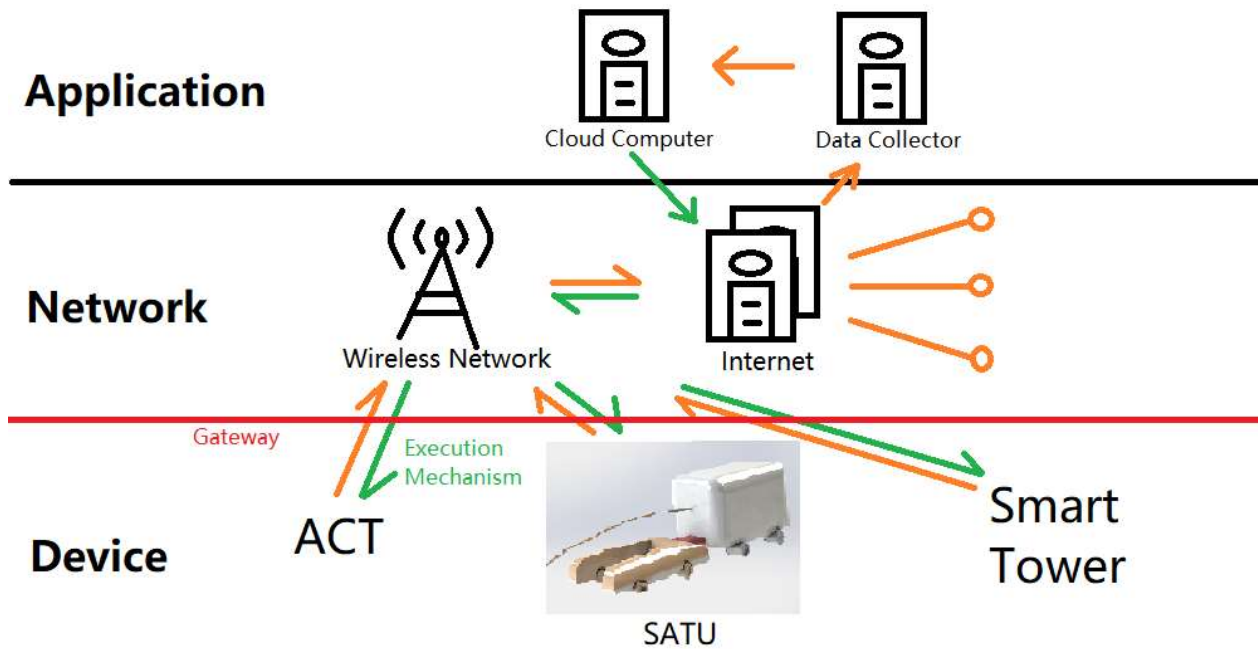 Application
Cloud Computer
Data Collector
Network
Wireless Network
Internet
Gateway
Execution
Mechanism
Device
ACT
Smart
Tower
SATU